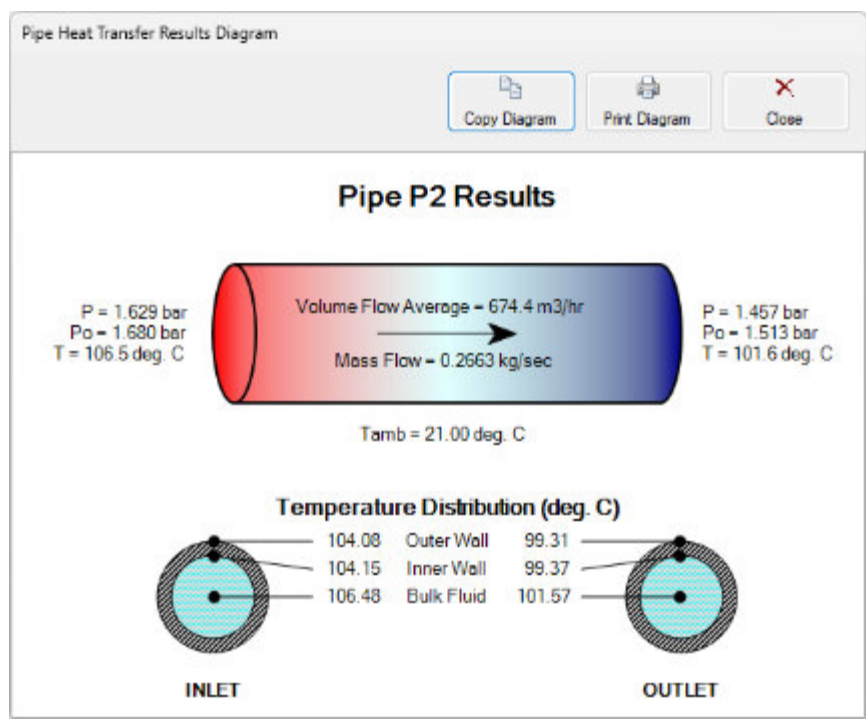 Pipe Heat Transfer Results Diagram
Copy Diagram
Print Diagram
Close
Pipe P2 Results
P = 1.629 bar
Po = 1.680 bar
T = 106.5 deg. C
Volume Flow Average = 674.4 m3/hr
Mass Flow = 0.2663 kg/sec
P = 1.457 bar
Po = 1.513 bar
T = 101.6 deg. C
Tamb = 21.00 deg. C
Temperature Distribution (deg. C)
104.08 Outer Wall 99.31
104.15 Inner Wall 99.37
106.48 Bulk Fluid 101.57
INLET
OUTLET